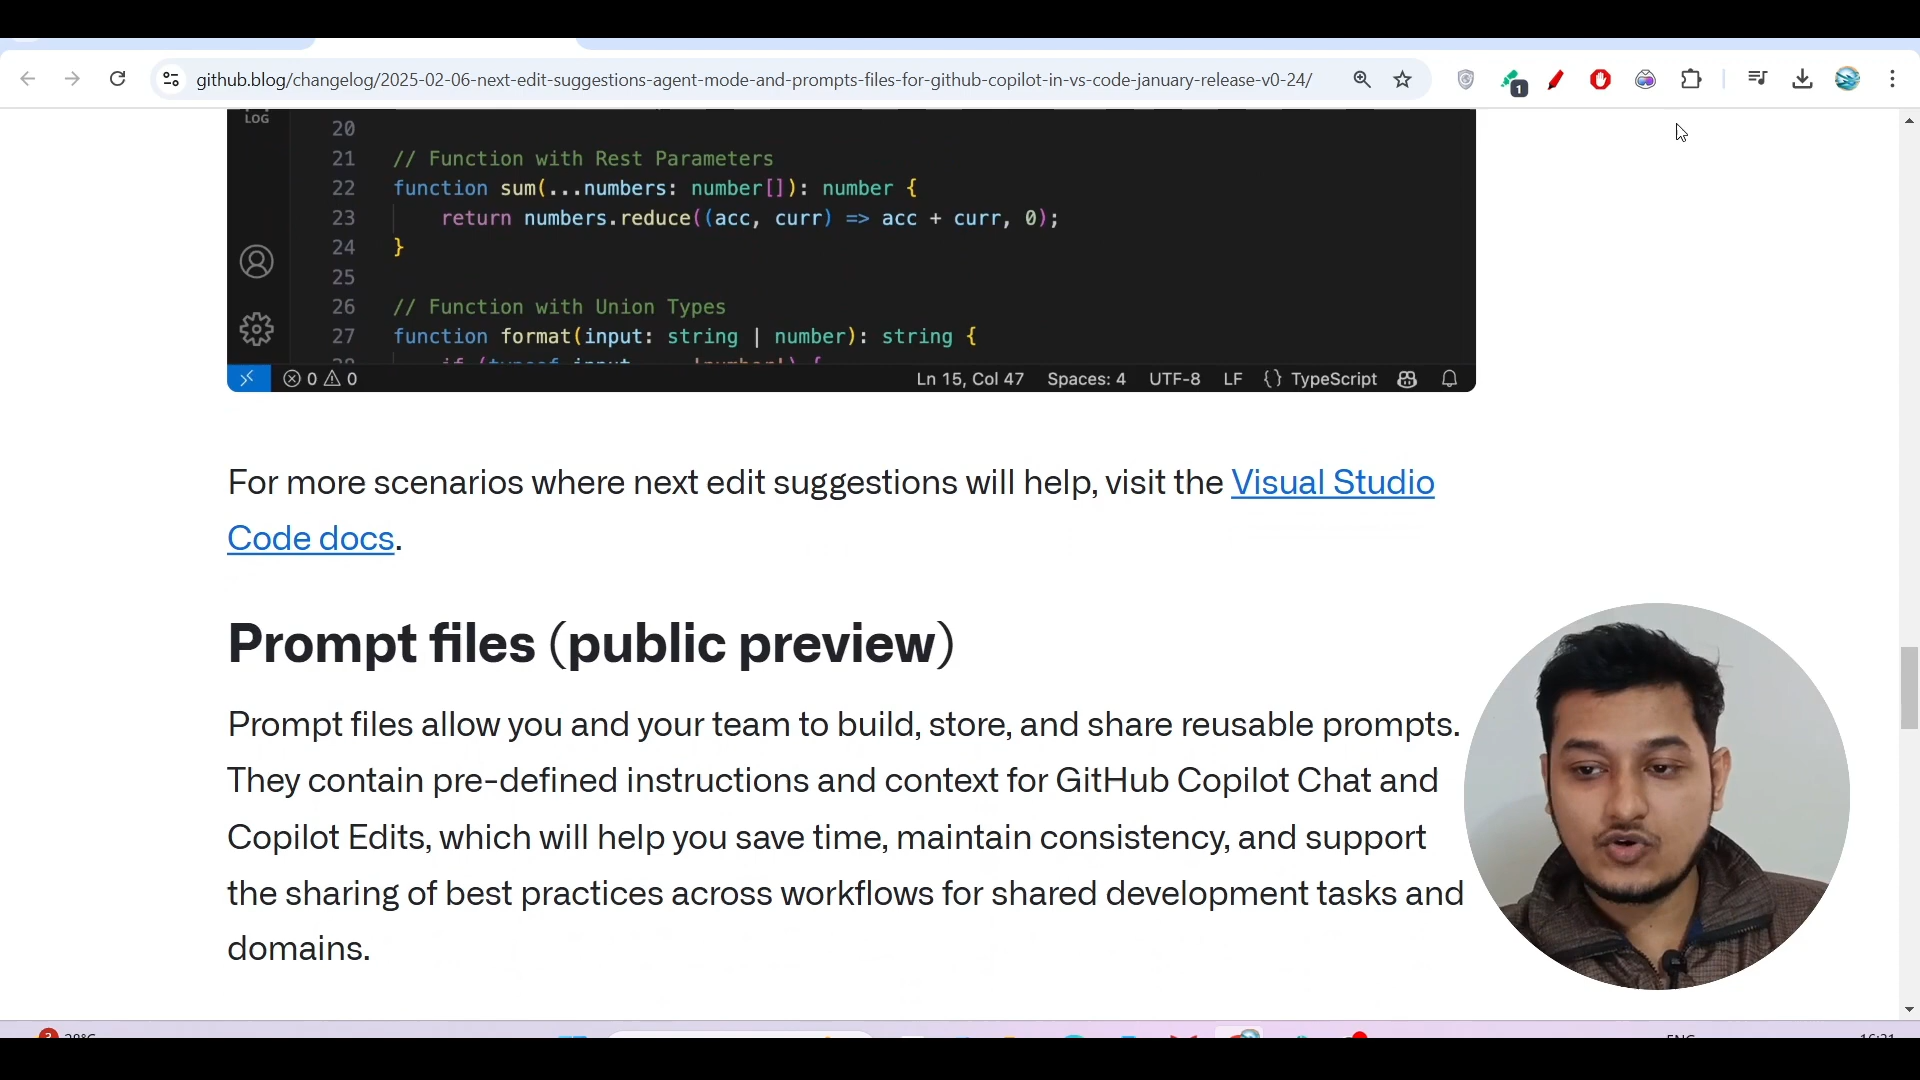 github.blog/changelog/2025-02-06-next-edit-suggestions-agent-mode-and-prompts-files-for-github-copilot-in-vs-code-january-release-v0-24/
1
LOG
20
21 // Function with Rest Parameters
22 function sum(...numbers: number[]): number {
23 return numbers.reduce((acc, curr) => acc + curr, 0);
24 }
25
26 // Function with Union Types
27 function format(input: string | number): string {
0 0 Ln 15, Col 47 Spaces: 4 UTF-8 LF {} TypeScript
For more scenarios where next edit suggestions will help, visit the Visual Studio
Code docs.
Prompt files (public preview)
Prompt files allow you and your team to build, store, and share reusable prompts.
They contain pre-defined instructions and context for GitHub Copilot Chat and
Copilot Edits, which will help you save time, maintain consistency, and support
the sharing of best practices across workflows for shared development tasks and
domains.